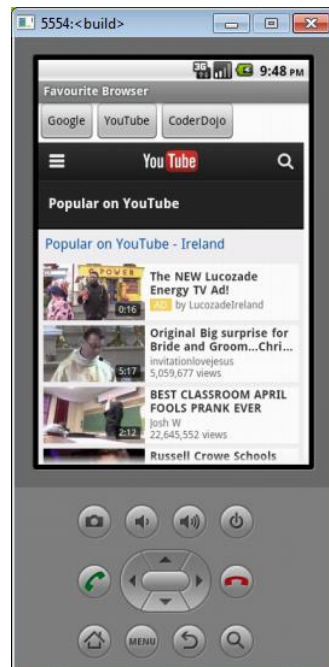 5554:<build>
3G 9:48 PM
Favourite Browser
Google YouTube CoderDojo
YouTube
Popular on YouTube
Popular on YouTube - Ireland
The NEW Lucozade
Energy TV Ad!
AD by LucozadeIreland
0:16
Original Big surprise for
Bride and Groom...Chri...
invitationlovejesus
5:17 5,059,677 views
BEST CLASSROOM APRIL
FOOLS PRANK EVER
Josh W
2:12 22,645,552 views
Russell Crowe Schools
MENU